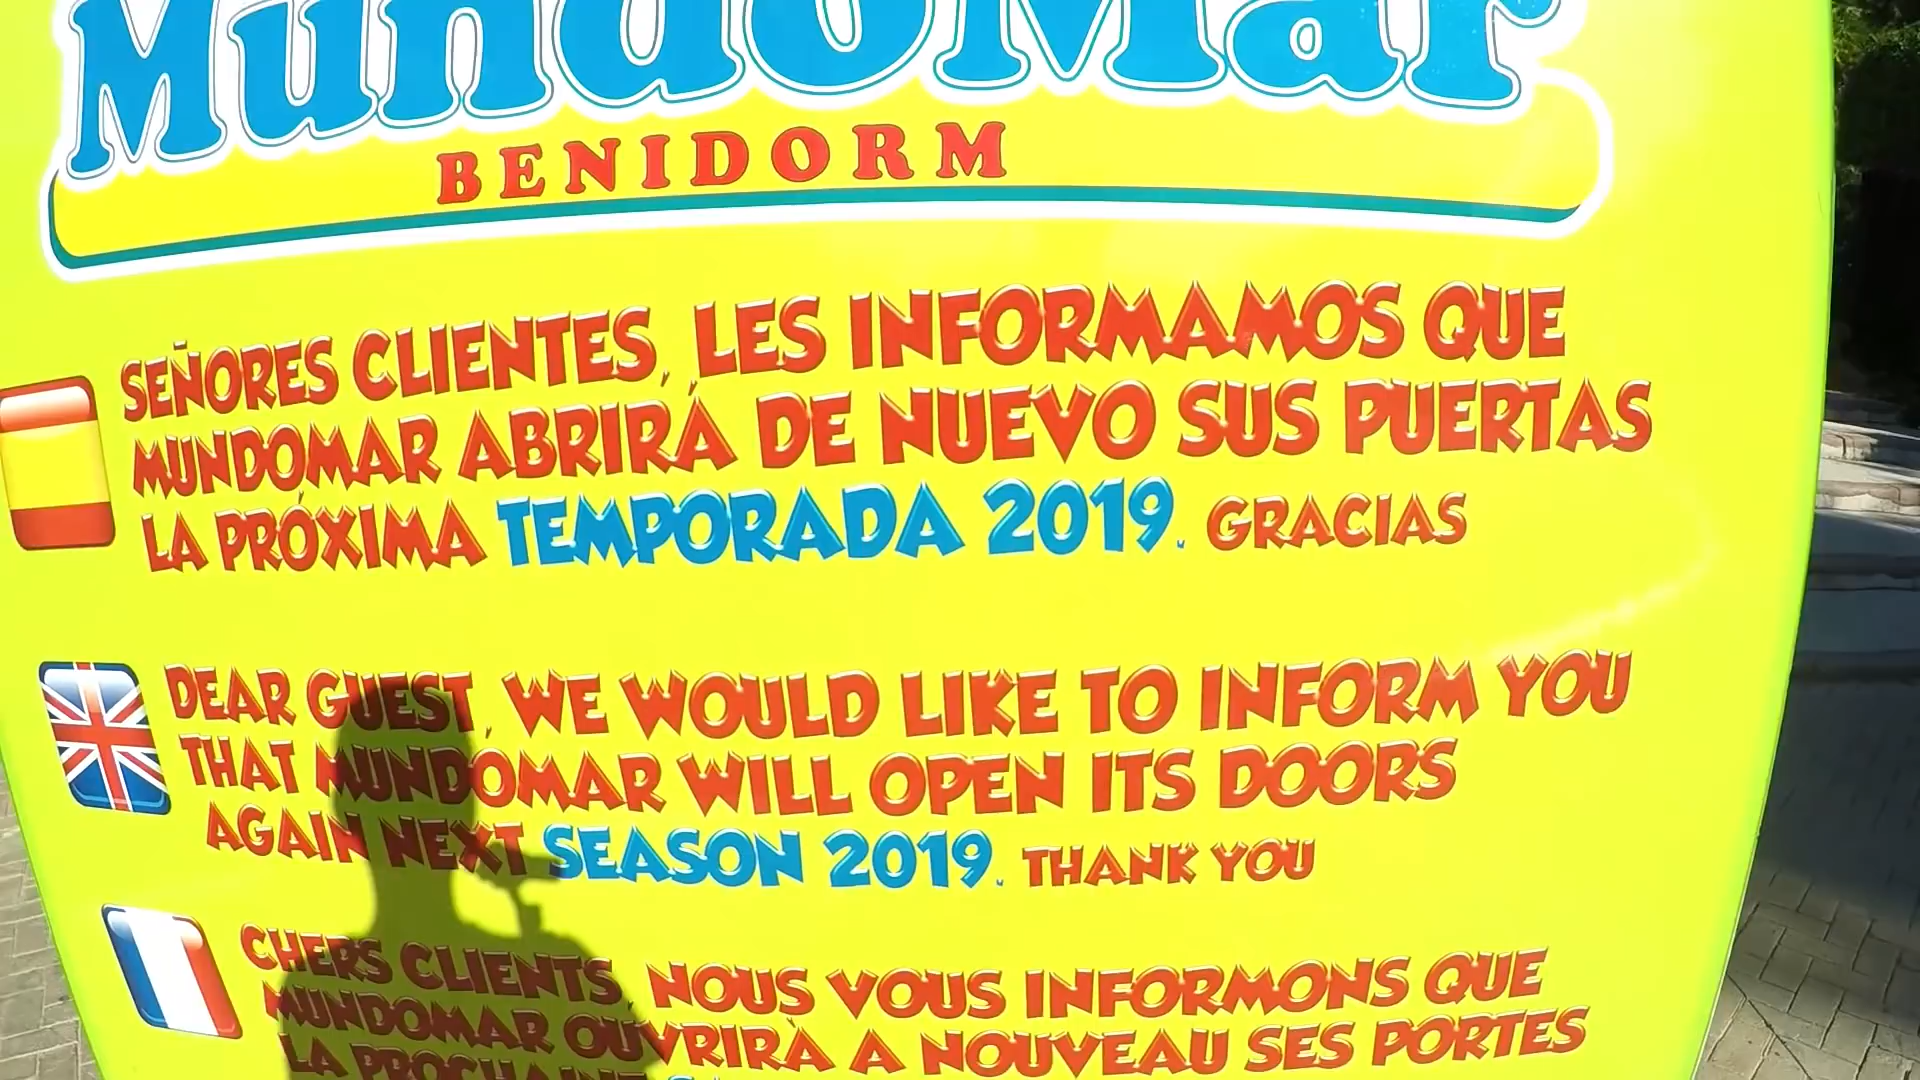 MundoMar
BENIDORM
SEÑORES CLIENTES, LES INFORMAMOS QUE
MUNDOMAR ABRIRÁ DE NUEVO SUS PUERTAS
LA PRÓXIMA TEMPORADA 2019. GRACIAS
DEAR GUEST, WE WOULD LIKE TO INFORM YOU
THAT MUNDOMAR WILL OPEN ITS DOORS
AGAIN NEXT SEASON 2019. THANK YOU
CHERS CLIENTS, NOUS VOUS INFORMONS QUE
MUNDOMAR OUVRIRÀ A NOUVEAU SES PORTES
LA PROCHAINE